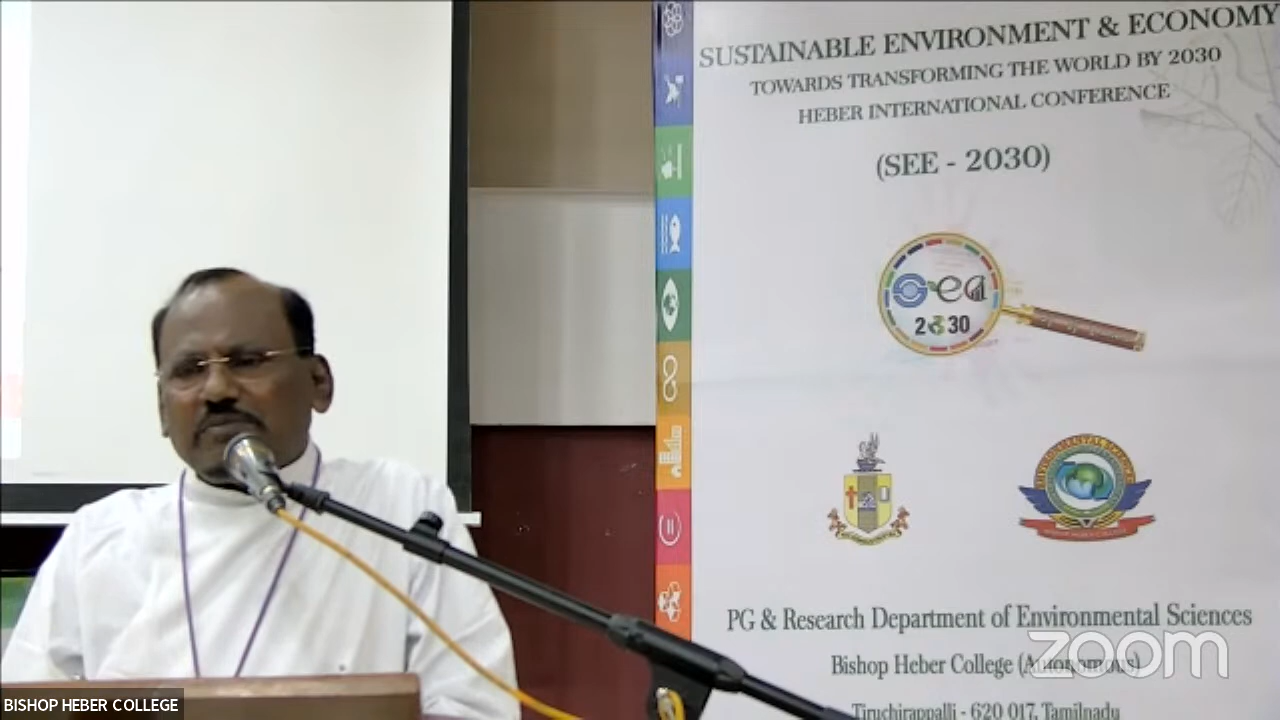 SUSTAINABLE ENVIRONMENT & ECONOMY
TOWARDS TRANSFORMING THE WORLD BY 2030
HEBER INTERNATIONAL CONFERENCE
(SEE - 2030)
2030
PG & Research Department of Environmental Sciences
Bishop Heber College (Autonomous)
Tiruchirappalli - 620 017, Tamilnadu
zoom
BISHOP HEBER COLLEGE